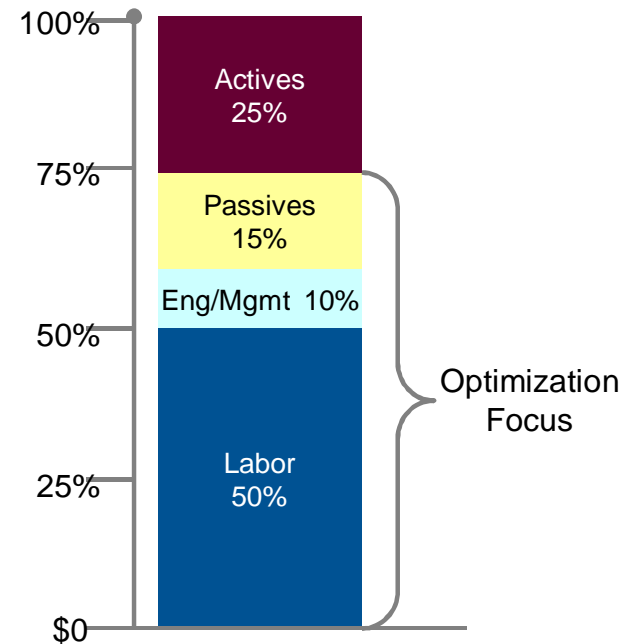 100%
Actives
25%
75%
Passives
15%
Eng/Mgmt 10%
50%
Optimization
Focus
Labor
50%
25%
$0